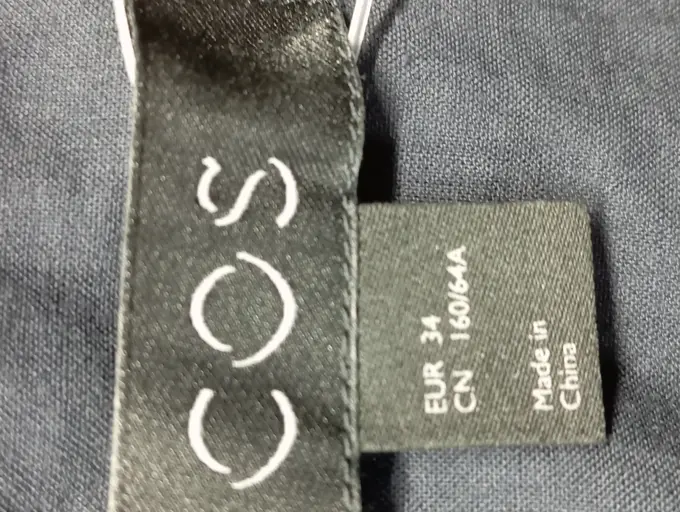 COS
EUR 34
CN 160/64A
Made in
China